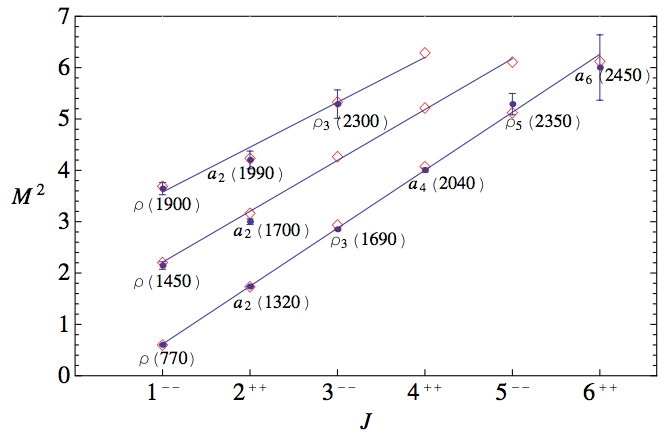 7
6
5
4
3
2
1
0
M²
a₆ (2450)
ρ₃ (2300)
ρ₅ (2350)
a₂ (1990)
a₄ (2040)
ρ (1900)
a₂ (1700)
ρ₃ (1690)
ρ (1450)
a₂ (1320)
ρ (770)
1⁻⁻ 2⁺⁺ 3⁻⁻ 4⁺⁺ 5⁻⁻ 6⁺⁺
J